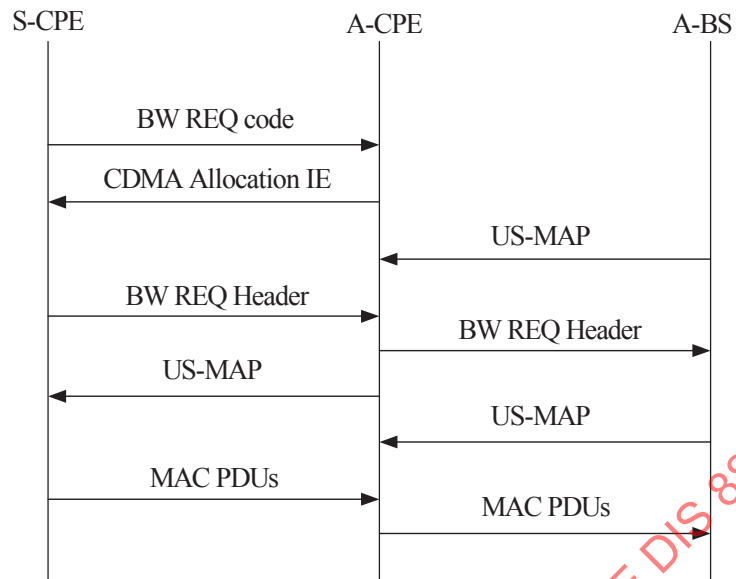 S-CPE A-CPE A-BS
BW REQ code
CDMA Allocation IE
US-MAP
BW REQ Header
BW REQ Header
US-MAP
US-MAP
MAC PDUs
MAC PDUs
DIS